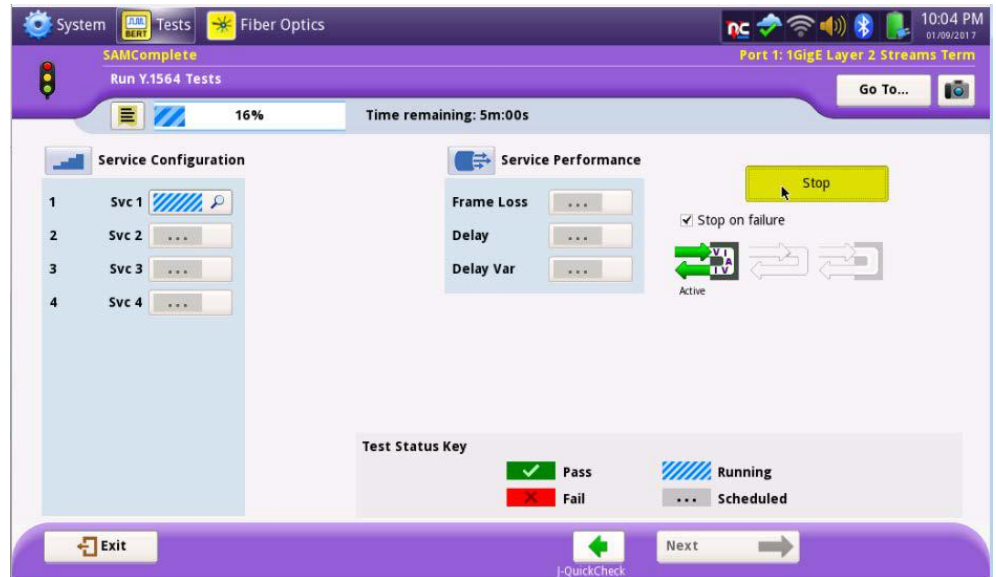 System BERT Tests Fiber Optics 10:04 PM
01/09/2017
SAMComplete Port 1: 1GigE Layer 2 Streams Term
Run Y.1564 Tests
Go To...
16% Time remaining: 5m:00s
Service Configuration Service Performance
Stop
1 Svc 1 Frame Loss ...
Stop on failure
2 Svc 2 ... Delay ...
3 Svc 3 ... Delay Var ...
VIAVI
Active
4 Svc 4 ...
Test Status Key
Pass Running
Fail ... Scheduled
Exit Next
J-QuickCheck